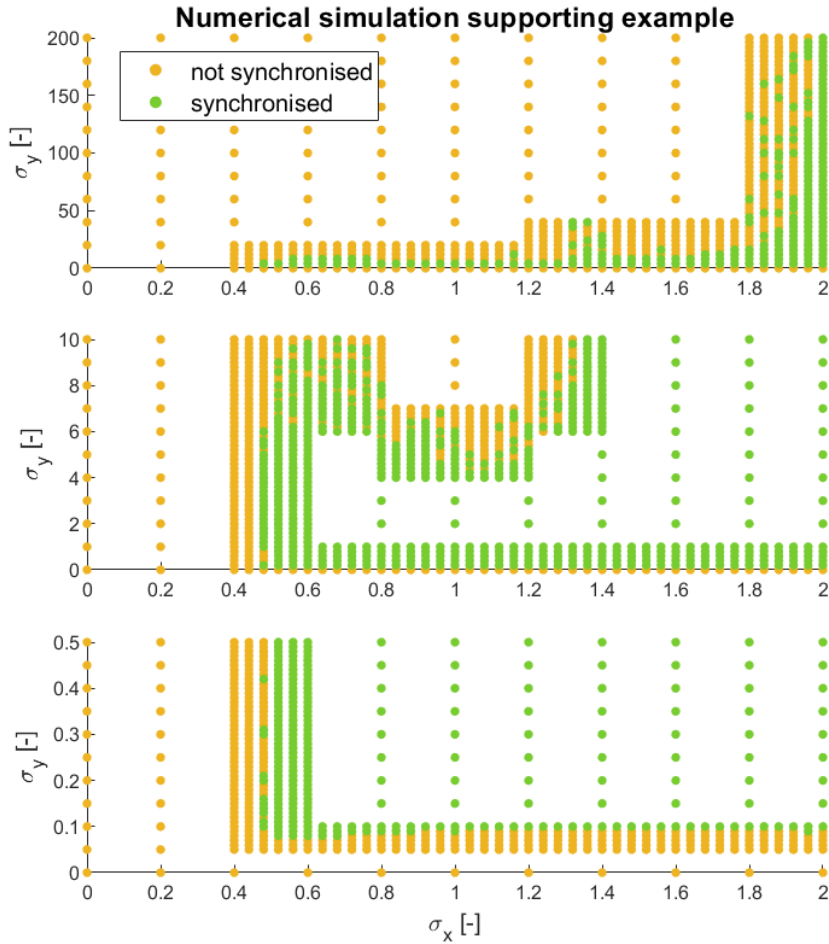 Numerical simulation supporting example
200
150
100
50
0
σy [-]
not synchronised
synchronised
0 0.2 0.4 0.6 0.8 1 1.2 1.4 1.6 1.8 2
10
8
6
4
2
0
σy [-]
0 0.2 0.4 0.6 0.8 1 1.2 1.4 1.6 1.8 2
0.5
0.4
0.3
0.2
0.1
0
σy [-]
0 0.2 0.4 0.6 0.8 1 1.2 1.4 1.6 1.8 2
σx [-]